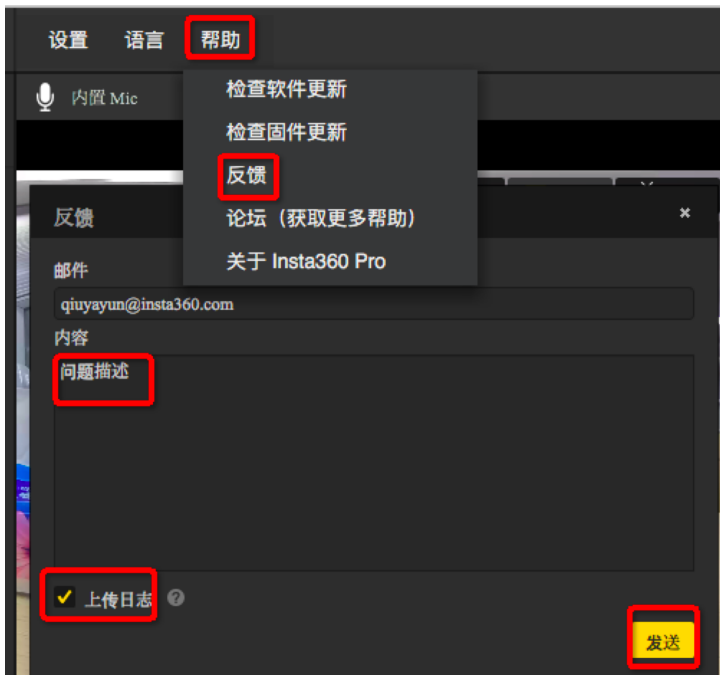 设置 语言 帮助
内置 Mic
检查软件更新
检查固件更新
反馈
论坛（获取更多帮助）
关于 Insta360 Pro
反馈 ×
邮件
qiuyayun@insta360.com
内容
问题描述
上传日志 ?
发送